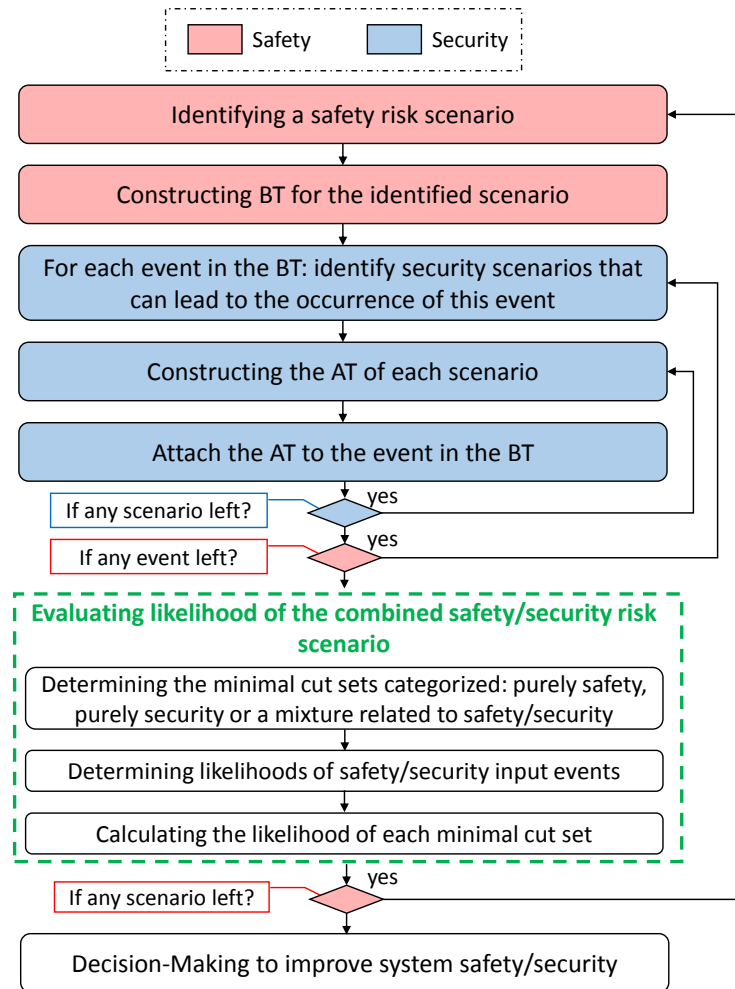 Safety
Security
Identifying a safety risk scenario
Constructing BT for the identified scenario
For each event in the BT: identify security scenarios that
can lead to the occurrence of this event
Constructing the AT of each scenario
Attach the AT to the event in the BT
If any scenario left?
yes
If any event left?
yes
Evaluating likelihood of the combined safety/security risk
scenario
Determining the minimal cut sets categorized: purely safety,
purely security or a mixture related to safety/security
Determining likelihoods of safety/security input events
Calculating the likelihood of each minimal cut set
If any scenario left?
yes
Decision-Making to improve system safety/security